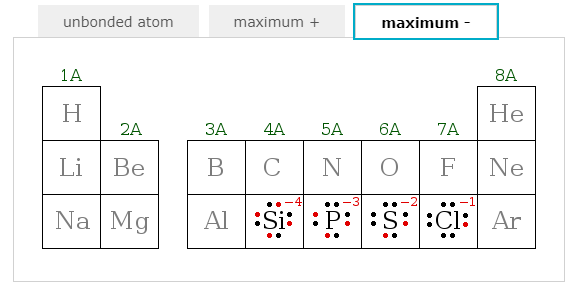 unbonded atom maximum + maximum -
1A 8A
H He
2A 3A 4A 5A 6A 7A
Li Be B C N O F Ne
Na Mg Al Si −4 P −3 S −2 Cl −1 Ar